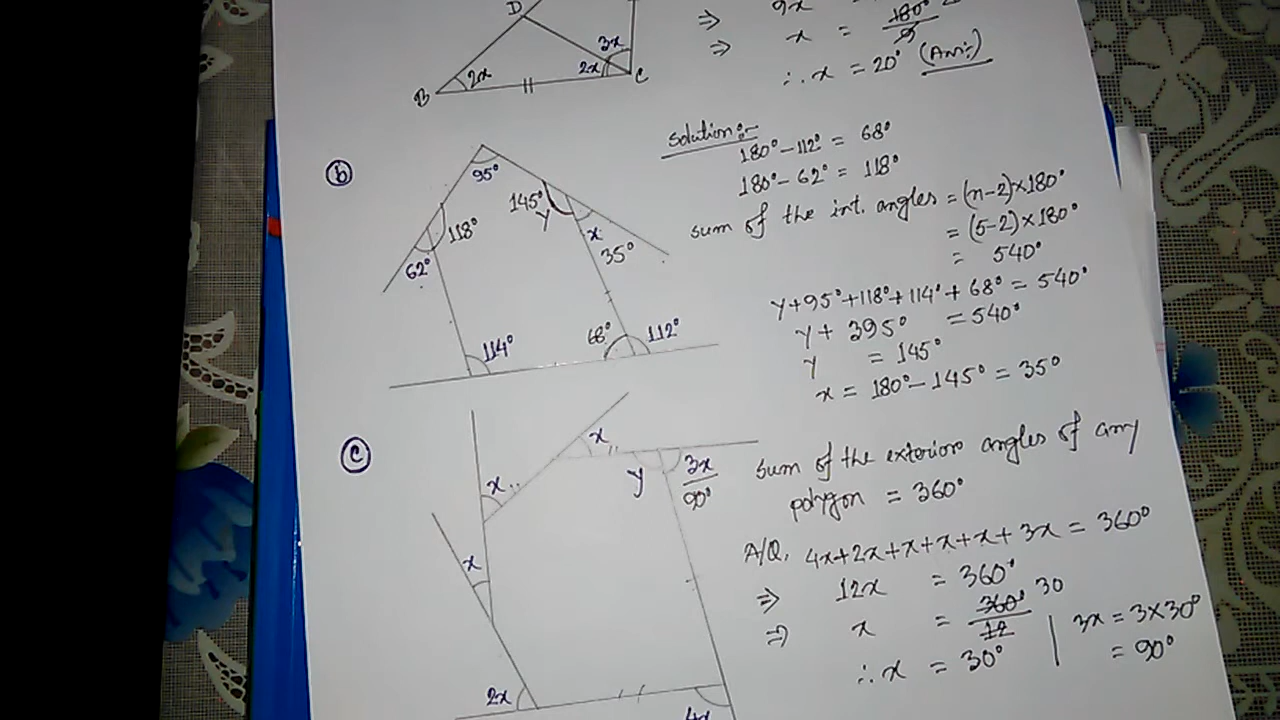 D
3x
2x
2x
B
C
⇒ 9x
⇒ x = 180°/9
∴ x = 20° (Ans:-)
(b)
95°
145°
y
118°
x
35°
62°
114°
68°
112°
Solution:-
180° - 112° = 68°
180° - 62° = 118°
sum of the int. angles = (n-2)×180°
= (5-2)×180°
= 540°
y+95°+118°+114°+68° = 540°
y + 395° = 540°
y = 145°
x = 180° - 145° = 35°
(c)
x
x
y
3x
90°
x
2x
4x
Sum of the exterior angles of any
polygon = 360°
A/Q, 4x+2x+x+x+x+3x = 360°
⇒ 12x = 360°
⇒ x = 360°/12 30
∴ x = 30°
3x = 3×30°
= 90°